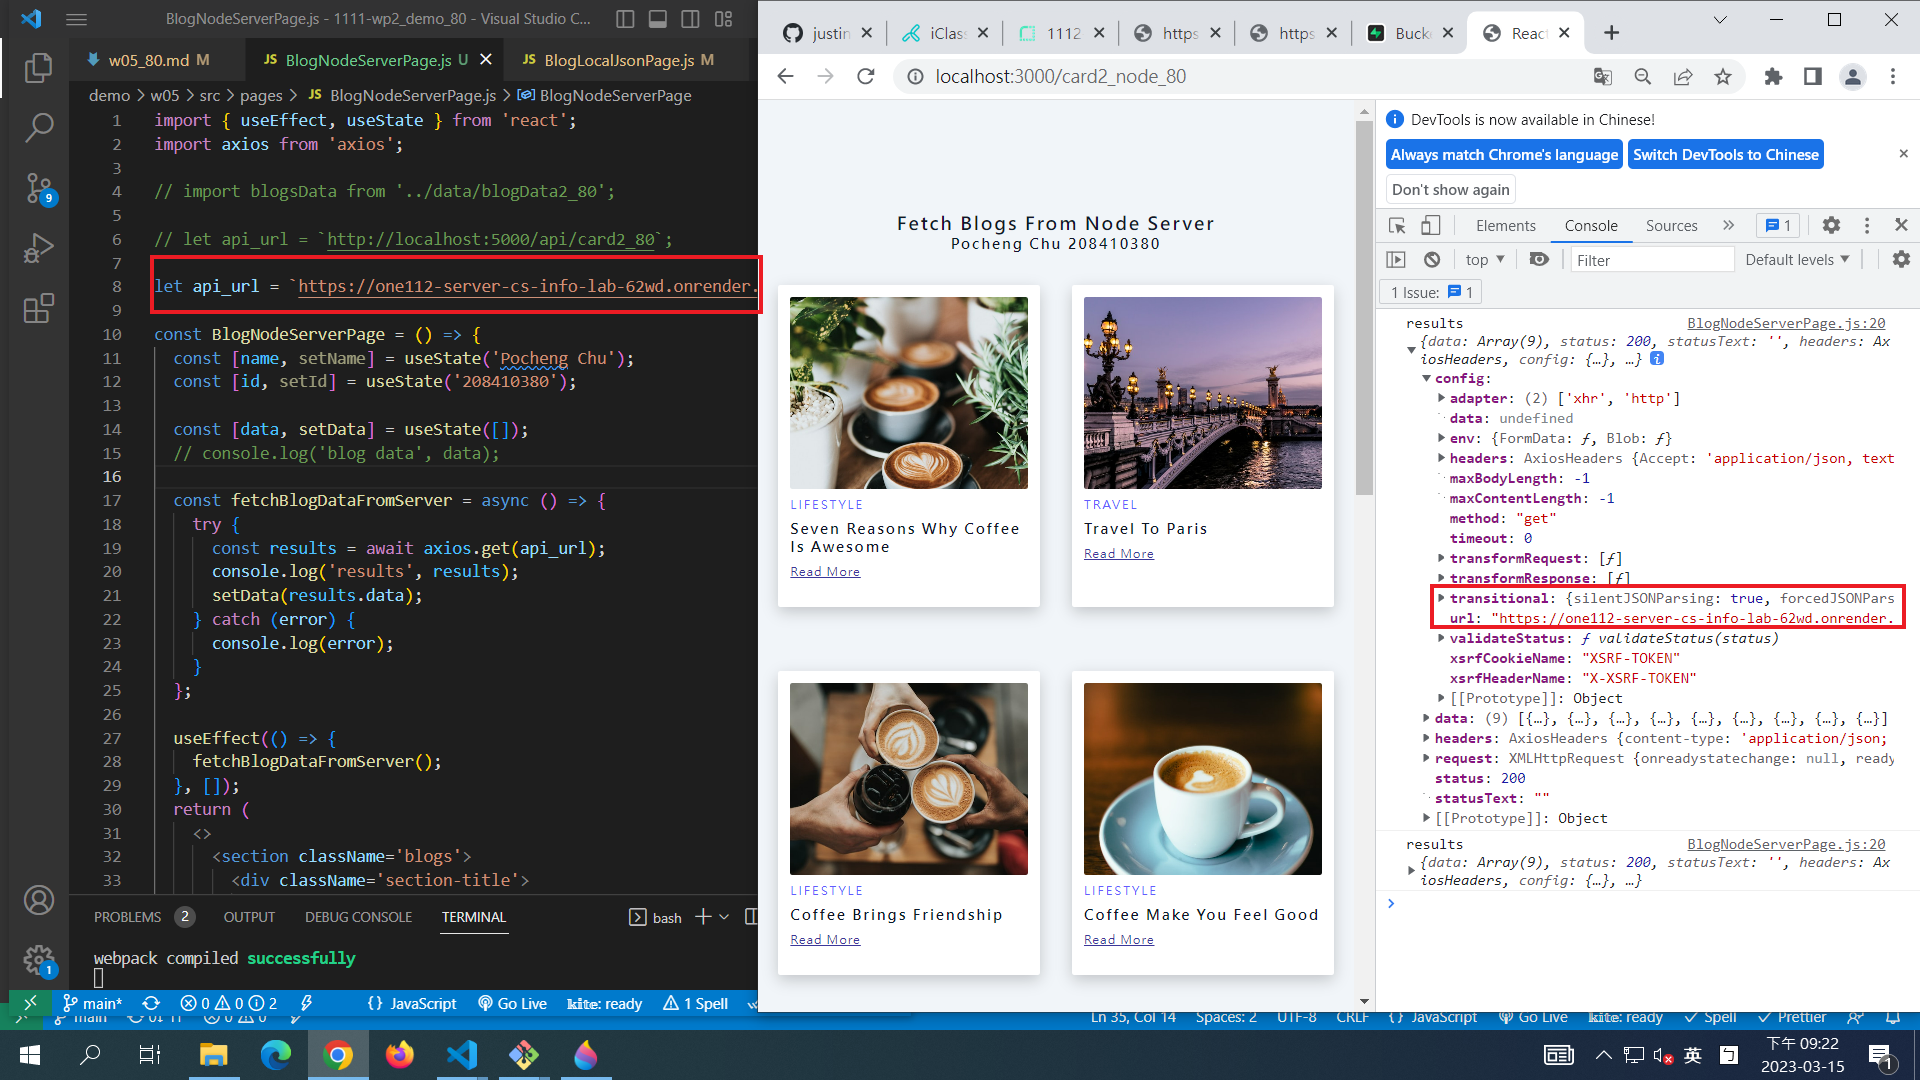 BlogNodeServerPage.js - 1111-wp2_demo_80 - Visual Studio C...
w05_80.md M
JS BlogNodeServerPage.js U
JS BlogLocalJsonPage.js M
demo > w05 > src > pages > JS BlogNodeServerPage.js > BlogNodeServerPage
1 import { useEffect, useState } from 'react';
2 import axios from 'axios';
3
4 // import blogsData from '../data/blogData2_80';
5
6 // let api_url = `http://localhost:5000/api/card2_80`;
7
8 let api_url = `https://one112-server-cs-info-lab-62wd.onrender.
9
10 const BlogNodeServerPage = () => {
11 const [name, setName] = useState('Pocheng Chu');
12 const [id, setId] = useState('208410380');
13
14 const [data, setData] = useState([]);
15 // console.log('blog data', data);
16
17 const fetchBlogDataFromServer = async () => {
18 try {
19 const results = await axios.get(api_url);
20 console.log('results', results);
21 setData(results.data);
22 } catch (error) {
23 console.log(error);
24 }
25 };
26
27 useEffect(() => {
28 fetchBlogDataFromServer();
29 }, []);
30 return (
31 <>
32 <section className='blogs'>
33 <div className='section-title'>
9
1
PROBLEMS 2 OUTPUT DEBUG CONSOLE TERMINAL
bash
webpack compiled successfully
main* 0 0 2 {} JavaScript Go Live kite: ready 1 Spell
justin
iClas
1112
https
https
Buck
React
localhost:3000/card2_node_80
Fetch Blogs From Node Server
Pocheng Chu 208410380
LIFESTYLE
Seven Reasons Why Coffee
Is Awesome
Read More
TRAVEL
Travel To Paris
Read More
LIFESTYLE
Coffee Brings Friendship
Read More
LIFESTYLE
Coffee Make You Feel Good
Read More
DevTools is now available in Chinese!
Always match Chrome's language
Switch DevTools to Chinese
Don't show again
Elements Console Sources » 1
top Filter Default levels
1 Issue: 1
results BlogNodeServerPage.js:20
{data: Array(9), status: 200, statusText: '', headers: Ax
iosHeaders, config: {…}, …}
config:
adapter: (2) ['xhr', 'http']
data: undefined
env: {FormData: ƒ, Blob: ƒ}
headers: AxiosHeaders {Accept: 'application/json, text
maxBodyLength: -1
maxContentLength: -1
method: "get"
timeout: 0
transformRequest: [ƒ]
transformResponse: [ƒ]
transitional: {silentJSONParsing: true, forcedJSONPars
url: "https://one112-server-cs-info-lab-62wd.onrender.
validateStatus: ƒ validateStatus(status)
xsrfCookieName: "XSRF-TOKEN"
xsrfHeaderName: "X-XSRF-TOKEN"
[[Prototype]]: Object
data: (9) [{…}, {…}, {…}, {…}, {…}, {…}, {…}, {…}, {…}]
headers: AxiosHeaders {content-type: 'application/json;
request: XMLHttpRequest {onreadystatechange: null, ready
status: 200
statusText: ""
[[Prototype]]: Object
results BlogNodeServerPage.js:20
{data: Array(9), status: 200, statusText: '', headers: Ax
iosHeaders, config: {…}, …}
Ln 35, Col 14 Spaces: 2 UTF-8 CRLF {} JavaScript Go Live kite: ready Spell Prettier
英
下午 09:22
2023-03-15
1